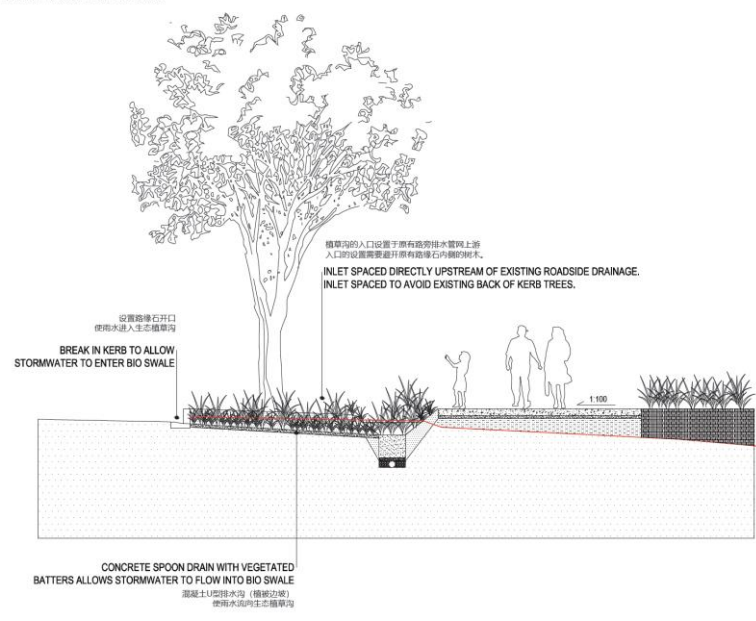 植草沟的入口设置于原有路旁排水管网上游
入口的设置需要避开原有路缘石内侧的树木。
INLET SPACED DIRECTLY UPSTREAM OF EXISTING ROADSIDE DRAINAGE.
INLET SPACED TO AVOID EXISTING BACK OF KERB TREES.
设置路缘石开口
使雨水进入生态植草沟
BREAK IN KERB TO ALLOW
STORMWATER TO ENTER BIO SWALE
1:100
CONCRETE SPOON DRAIN WITH VEGETATED
BATTERS ALLOWS STORMWATER TO FLOW INTO BIO SWALE
混凝土U型排水沟（植被边坡）
使雨水流向生态植草沟